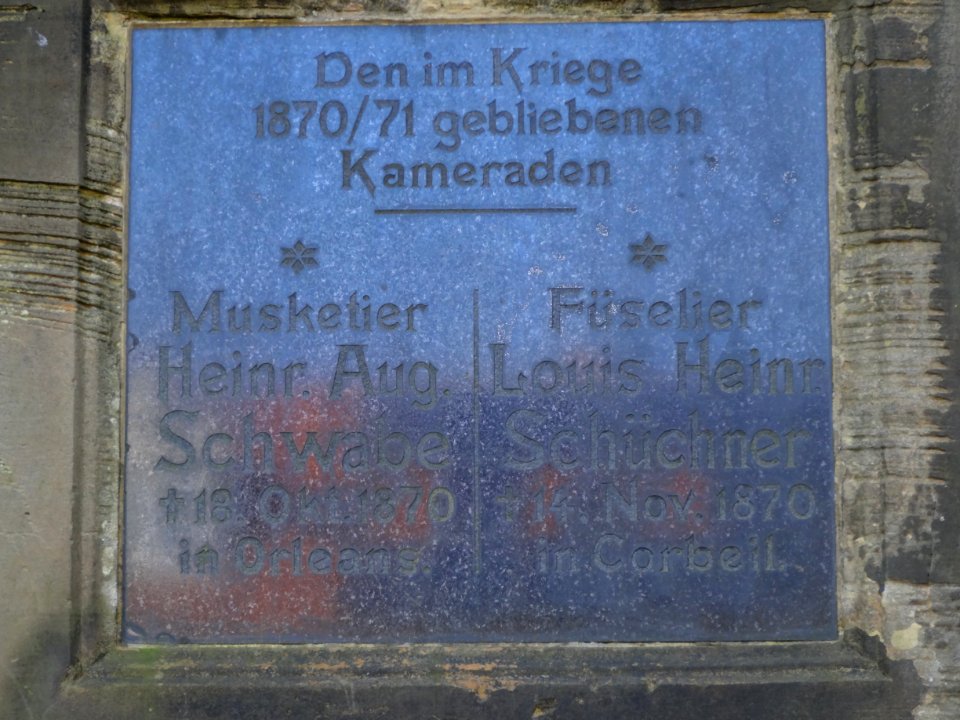 Den im Kriege
1870/71 gebliebenen
Kameraden
Musketier
Heinr. Aug.
Schwabe
† 18. Okt. 1870
in Orleans.
Füselier
Louis Heinr.
Schüchner
† 14. Nov. 1870
in Corbeil.